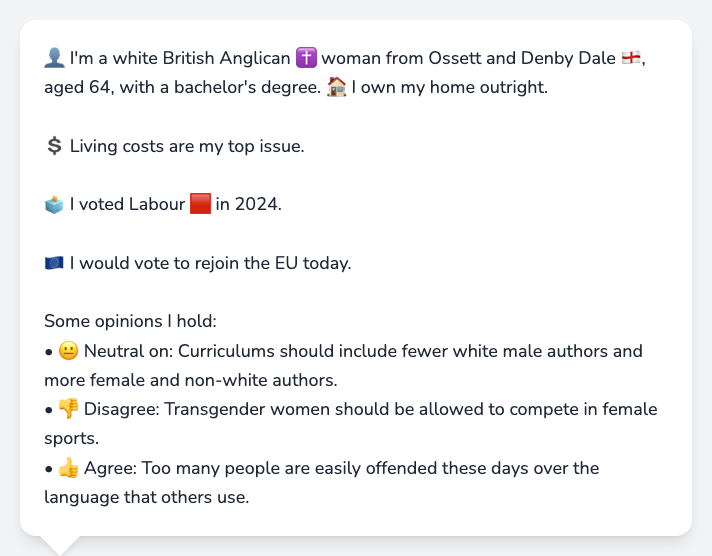 👤 I'm a white British Anglican ✝️ woman from Ossett and Denby Dale 🏴󠁧󠁢󠁥󠁮󠁧󠁿,
aged 64, with a bachelor's degree. 🏠 I own my home outright.
💲 Living costs are my top issue.
🗳️ I voted Labour 🟥 in 2024.
🇪🇺 I would vote to rejoin the EU today.
Some opinions I hold:
• 😐 Neutral on: Curriculums should include fewer white male authors and
more female and non-white authors.
• 👎 Disagree: Transgender women should be allowed to compete in female
sports.
• 👍 Agree: Too many people are easily offended these days over the
language that others use.